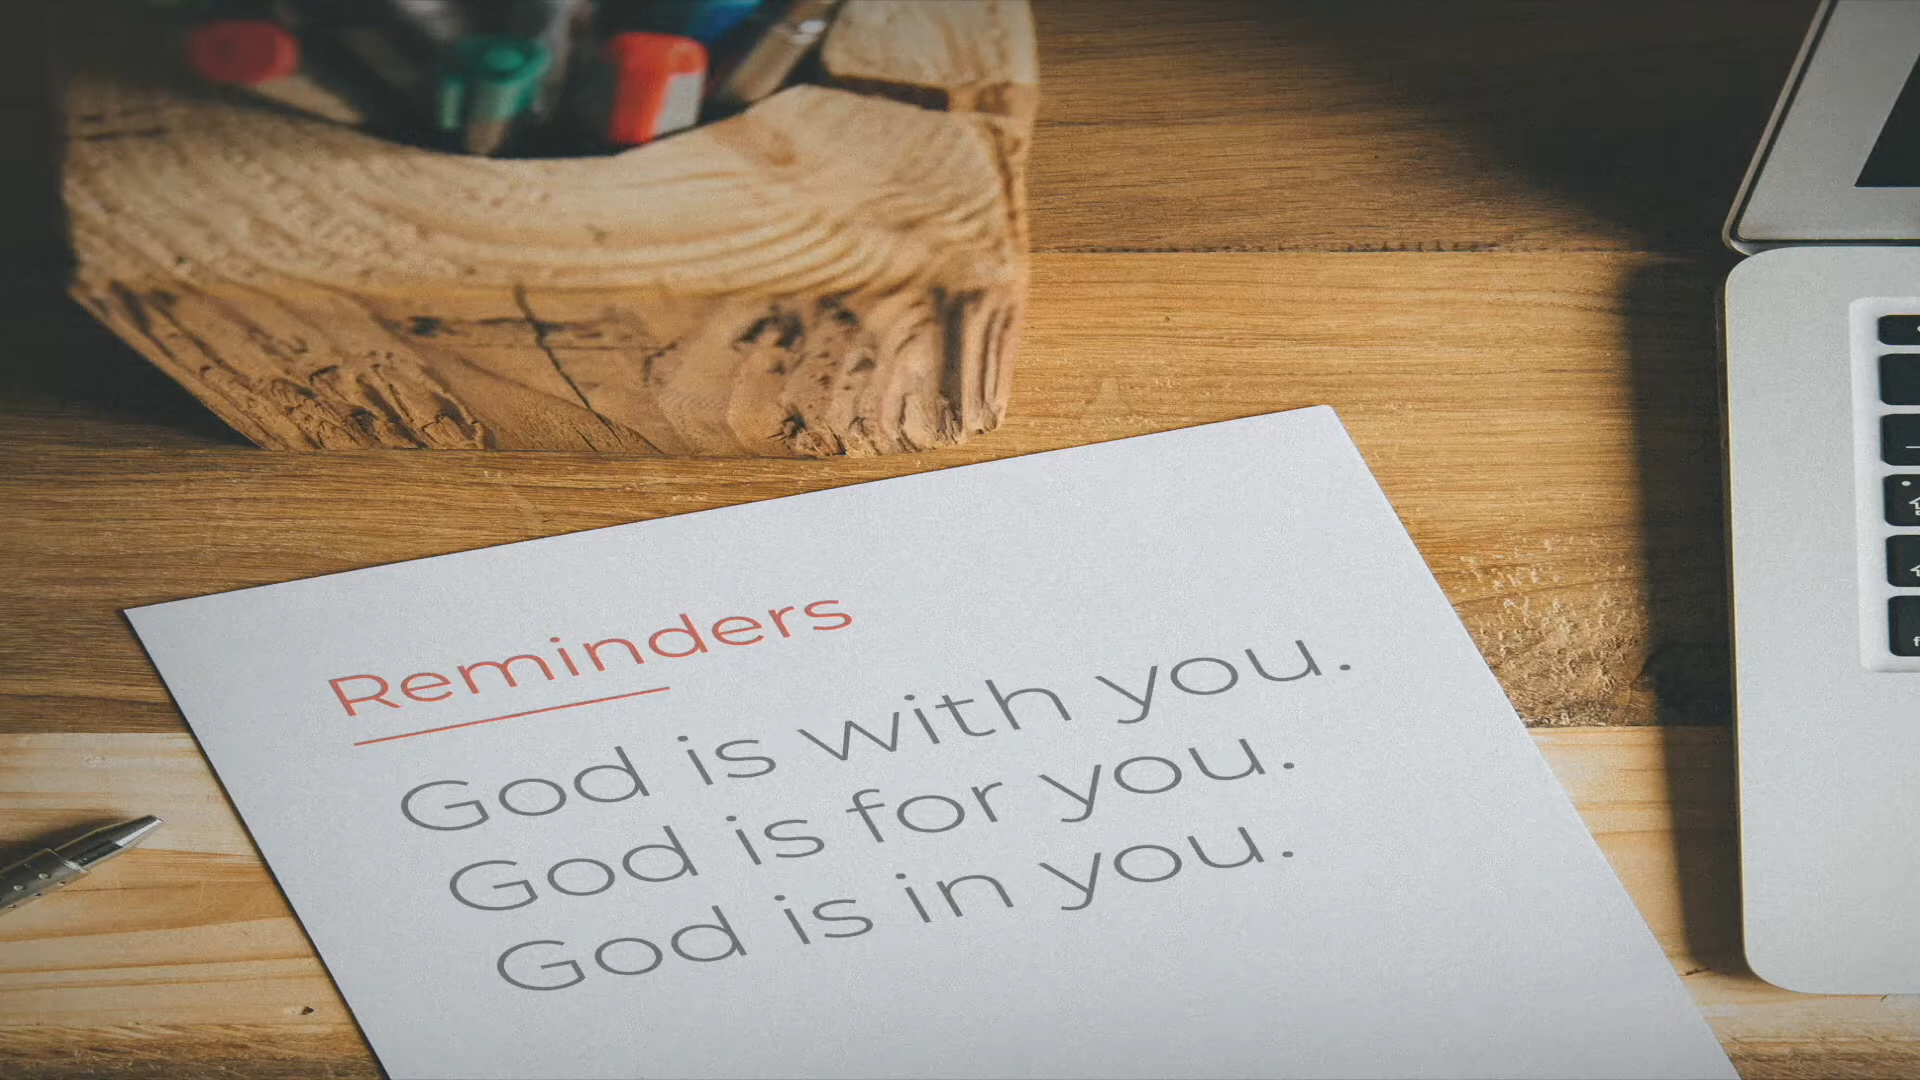 Reminders
God is with you.
God is for you.
God is in you.